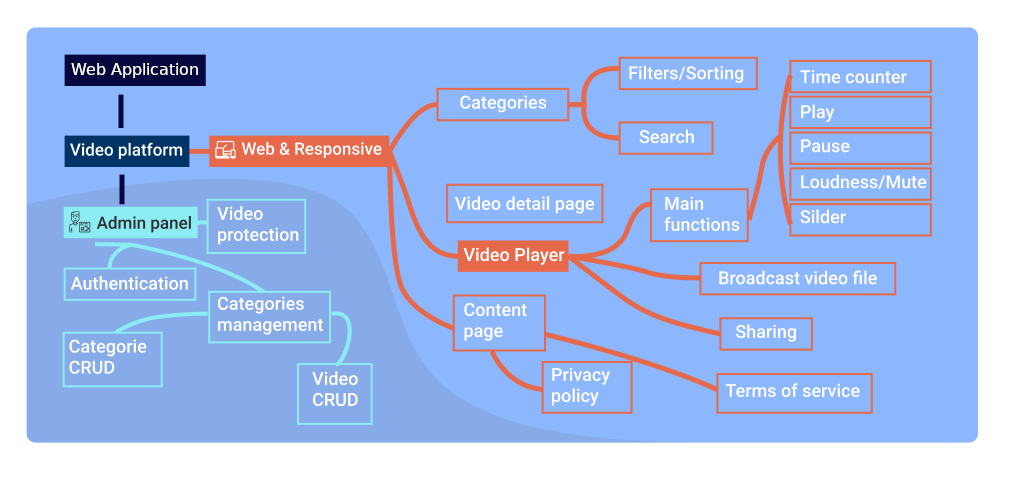 Web Application
Video platform
Web & Responsive
Admin panel
Video
protection
Authentication
Categories
management
Categorie
CRUD
Video
CRUD
Categories
Filters/Sorting
Search
Video detail page
Video Player
Main
functions
Time counter
Play
Pause
Loudness/Mute
Silder
Broadcast video file
Sharing
Content
page
Privacy
policy
Terms of service